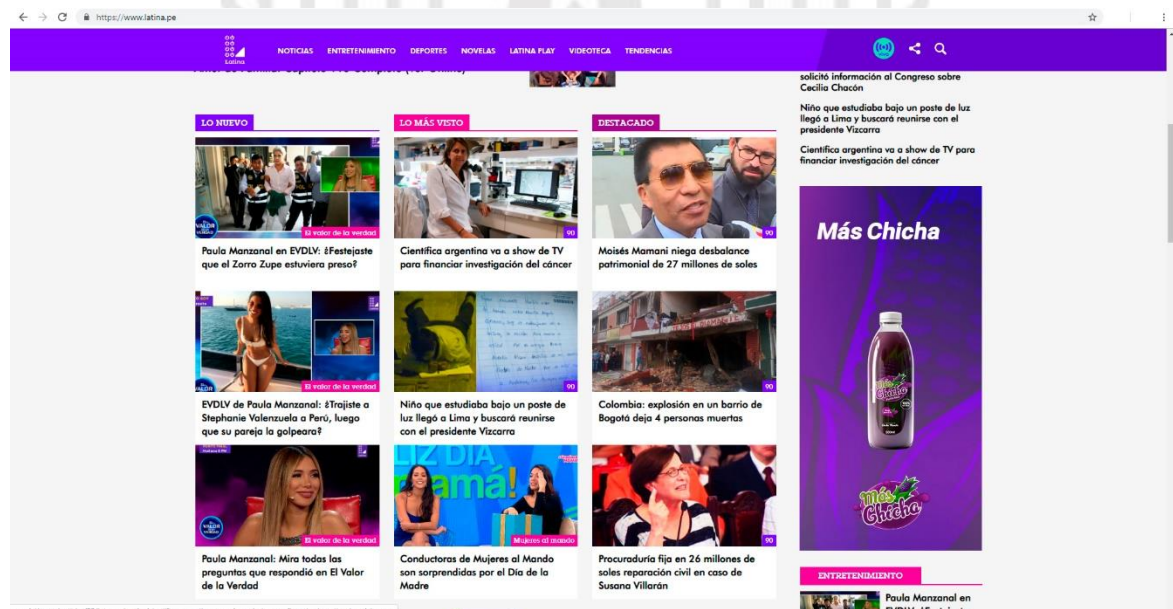 https://www.latina.pe
Latina
NOTICIAS ENTRETENIMIENTO DEPORTES NOVELAS LATINA PLAY VIDEOTECA TENDENCIAS
solicitó información al Congreso sobre
Cecilia Chacón
Niño que estudiaba bajo un poste de luz
llegó a Lima y buscará reunirse con el
presidente Vizcarra
Científica argentina va a show de TV para
financiar investigación del cáncer
LO NUEVO
El valor de la verdad
Paula Manzanal en EVDLV: ¿Festejaste
que el Zorro Zupe estuviera preso?
El valor de la verdad
EVDLV de Paula Manzanal: ¿Trajiste a
Stephanie Valenzuela a Perú, luego
que su pareja la golpeara?
El valor de la verdad
Paula Manzanal: Mira todas las
preguntas que respondió en El Valor
de la Verdad
LO MÁS VISTO
90
Científica argentina va a show de TV
para financiar investigación del cáncer
90
Niño que estudiaba bajo un poste de
luz llegó a Lima y buscará reunirse
con el presidente Vizcarra
LIZ DIA
amá!
Mujeres al mando
Conductoras de Mujeres al Mando
son sorprendidas por el Día de la
Madre
DESTACADO
90
Moisés Mamani niega desbalance
patrimonial de 27 millones de soles
90
Colombia: explosión en un barrio de
Bogotá deja 4 personas muertas
90
Procuraduría fija en 26 millones de
soles reparación civil en caso de
Susana Villarán
Más Chicha
más
Chicha
ENTRETENIMIENTO
Paula Manzanal en